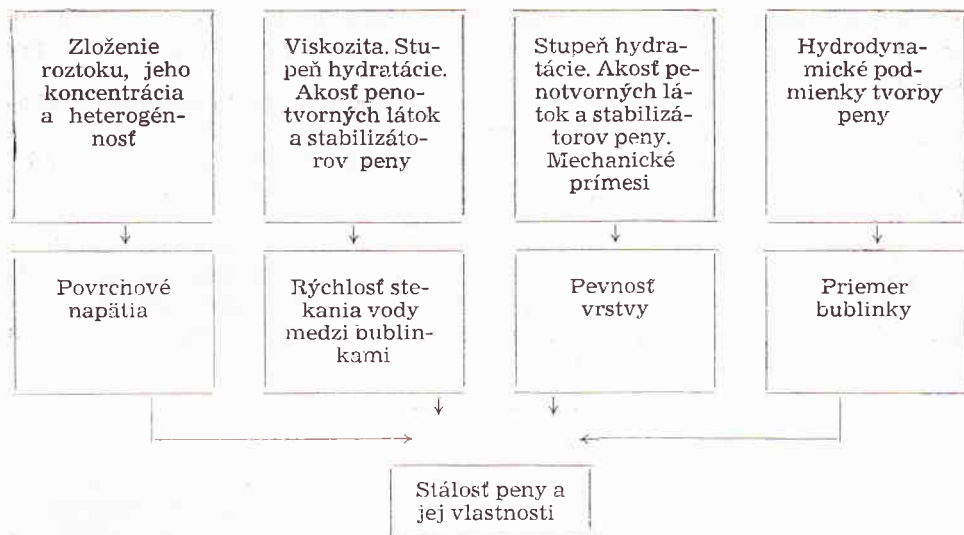 Zloženie
roztoku, jeho
koncentrácia
a heterogén-
nosť
Viskozita. Stu-
peň hydratácie.
Akosť peno-
tvorných látok
a stabilizáto-
rov peny
Stupeň hydra-
tácie. Akosť pe-
notvorných lá-
tok a stabilizá-
torov peny.
Mechanické
prímesi
Hydrodyna-
mické pod-
mienky tvorby
peny
Povrchové
napätia
Rýchlosť ste-
kania vody
medzi bublin-
kami
Pevnosť
vrstvy
Priemer
bublinky
Stálosť peny a
jej vlastnosti